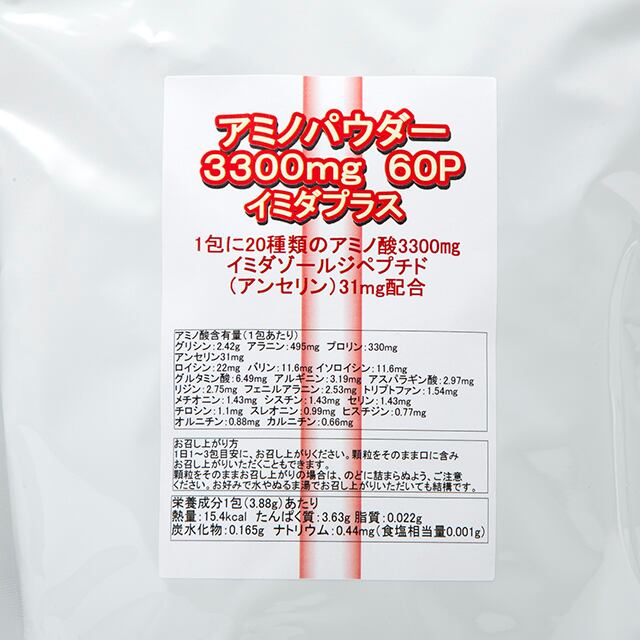 アミノパウダー
3300mg 60P
イミダプラス
1包に20種類のアミノ酸3300mg
イミダゾールジペプチド
(アンセリン)31mg配合
アミノ酸含有量(1包あたり)
グリシン:2.42g アラニン:495mg プロリン:330mg
アンセリン31mg
ロイシン:22mg バリン:11.6mg イソロイシン:11.6mg
グルタミン酸:6.49mg アルギニン:3.19mg アスパラギン酸:2.97mg
リジン:2.75mg フェニルアラニン:2.53mg トリプトファン:1.54mg
メチオニン:1.43mg シスチン:1.43mg セリン:1.43mg
チロシン:1.1mg スレオニン:0.99mg ヒスチジン:0.77mg
オルニチン:0.88mg カルニチン:0.66mg
お召し上がり方
1日1～3包目安に、お召し上がりください。顆粒をそのまま口に含み
お召し上がりいただくこともできます。
顆粒をそのままお召し上がりの場合は、のどに詰まらぬよう、ご注意
ください。お好みで水やぬるま湯でお召し上がりいただいても結構です。
栄養成分1包(3.88g)あたり
熱量:15.4kcal たんぱく質:3.63g 脂質:0.022g
炭水化物:0.165g ナトリウム:0.44mg(食塩相当量0.001g)